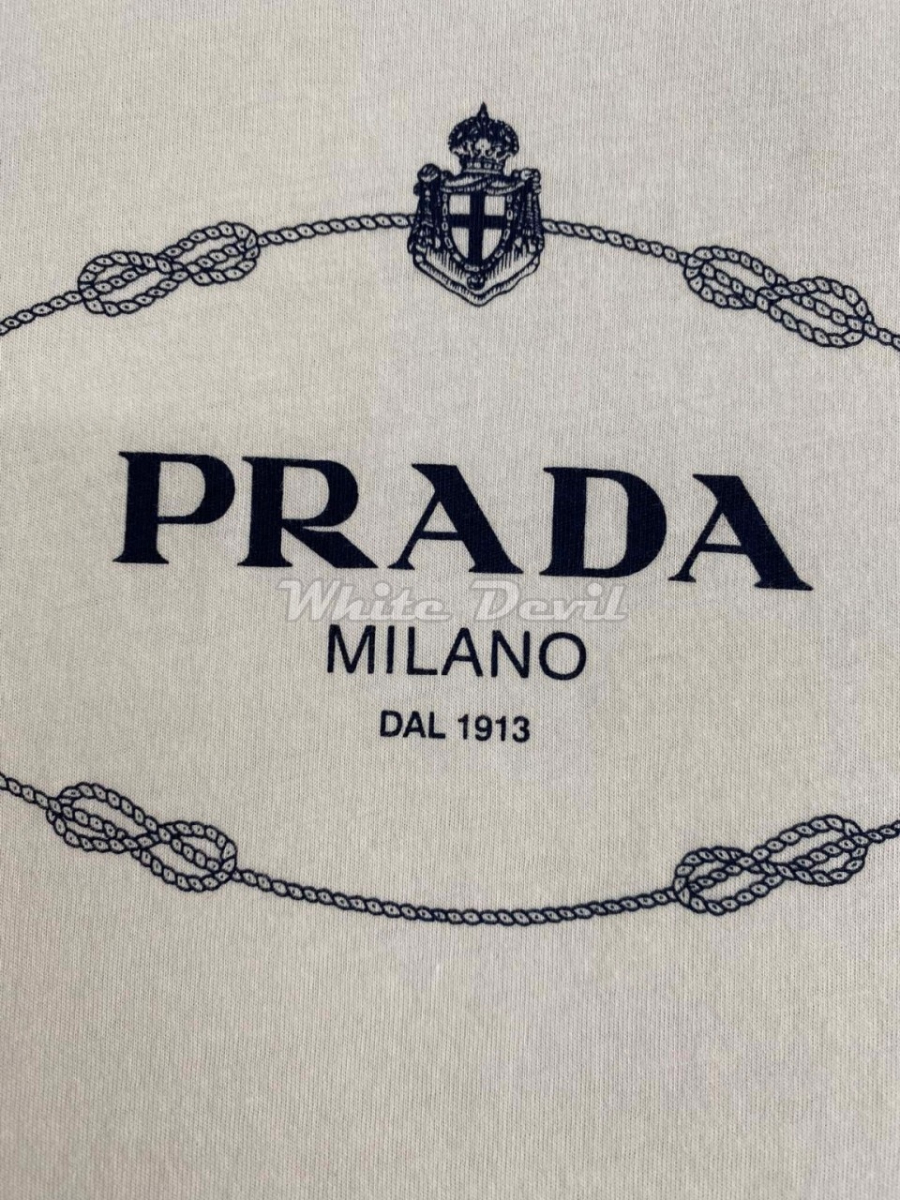 PRADA
White Devil
MILANO
DAL 1913